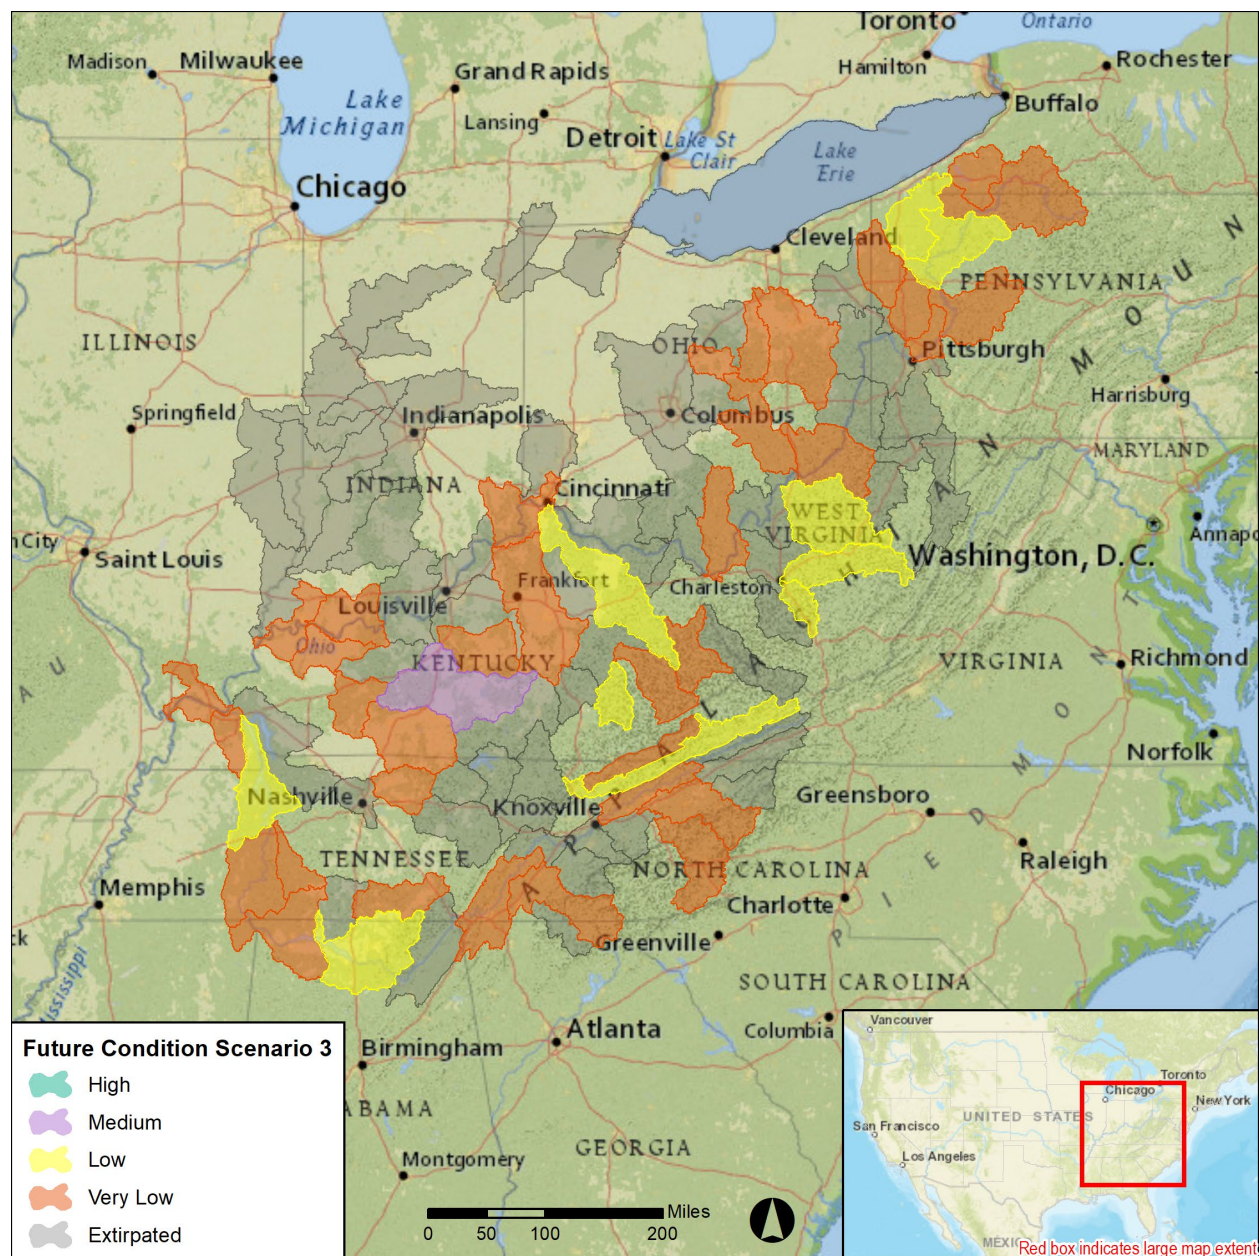 Toronto
Ontario
Madison
Milwaukee
Grand Rapids
Hamilton
Rochester
Lake
Michigan
Lansing
Detroit
Lake St
Clair
Buffalo
Lake
Erie
Chicago
Cleveland
PENNSYLVANIA
ILLINOIS
OHIO
Pittsburgh
Harrisburg
Springfield
Indianapolis
Columbus
MARYLAND
INDIANA
Cincinnati
WEST
VIRGINIA
City
Saint Louis
Washington, D.C.
Annapo
Frankfort
Charleston
Louisville
Ohio
KENTUCKY
VIRGINIA
Richmond
Norfolk
Nashville
Knoxville
Greensboro
TENNESSEE
NORTH CAROLINA
Raleigh
Memphis
Charlotte
Greenville
SOUTH CAROLINA
Mississippi
Columbia
Atlanta
Birmingham
ABAMA
GEORGIA
Montgomery
A P P A L A C H I A N M O U N
P I E D M O N T
A U
Future Condition Scenario 3
High
Medium
Low
Very Low
Extirpated
Miles
0 50 100 200
Vancouver
Toronto
Chicago
New York
UNITED STATES
San Francisco
Los Angeles
MÉXICO
Red box indicates large map extent